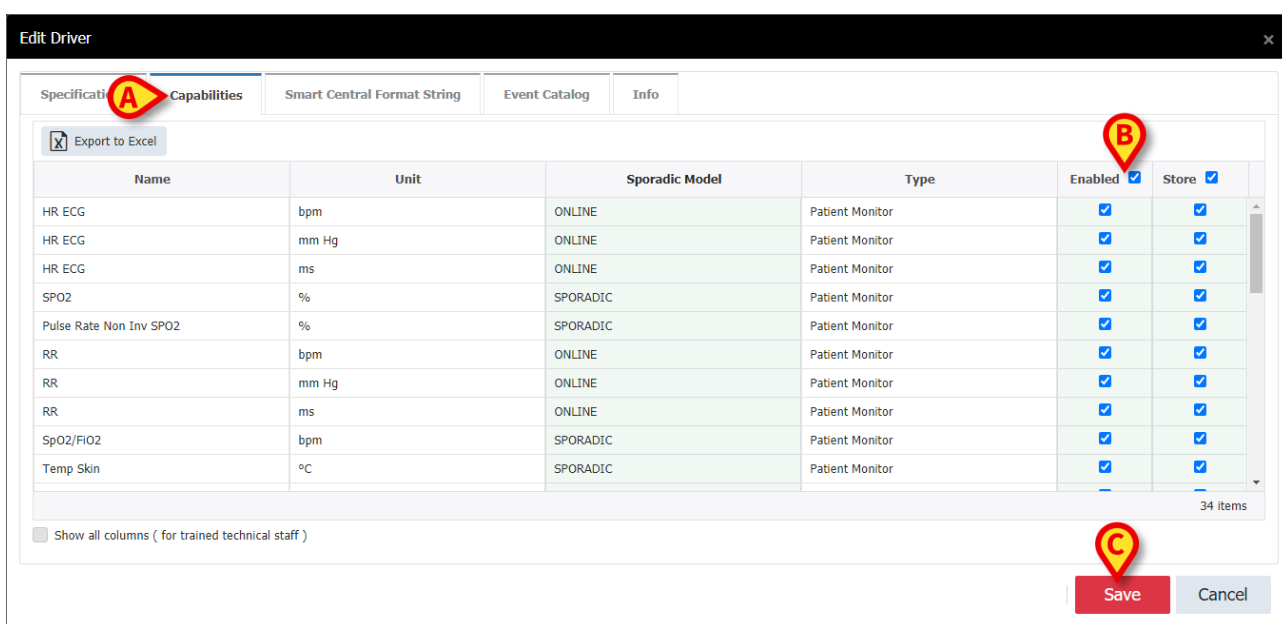 Edit Driver ×
Specificati A Capabilities Smart Central Format String Event Catalog Info
X Export to Excel B
Name Unit Sporadic Model Type Enabled Store
HR ECG bpm ONLINE Patient Monitor
HR ECG mm Hg ONLINE Patient Monitor
HR ECG ms ONLINE Patient Monitor
SPO2 % SPORADIC Patient Monitor
Pulse Rate Non Inv SPO2 % SPORADIC Patient Monitor
RR bpm ONLINE Patient Monitor
RR mm Hg ONLINE Patient Monitor
RR ms ONLINE Patient Monitor
SpO2/FiO2 bpm SPORADIC Patient Monitor
Temp Skin °C SPORADIC Patient Monitor
34 items
Show all columns ( for trained technical staff )
C
Save Cancel